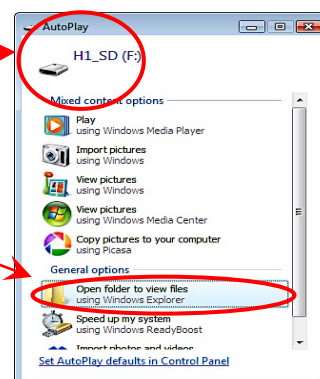 AutoPlay
H1_SD (F:)
Mixed content options
Play
using Windows Media Player
Import pictures
using Windows
View pictures
using Windows
View pictures
using Windows Media Center
Copy pictures to your computer
using Picasa
General options
Open folder to view files
using Windows Explorer
Speed up my system
using Windows ReadyBoost
Import photos and videos
Set AutoPlay defaults in Control Panel